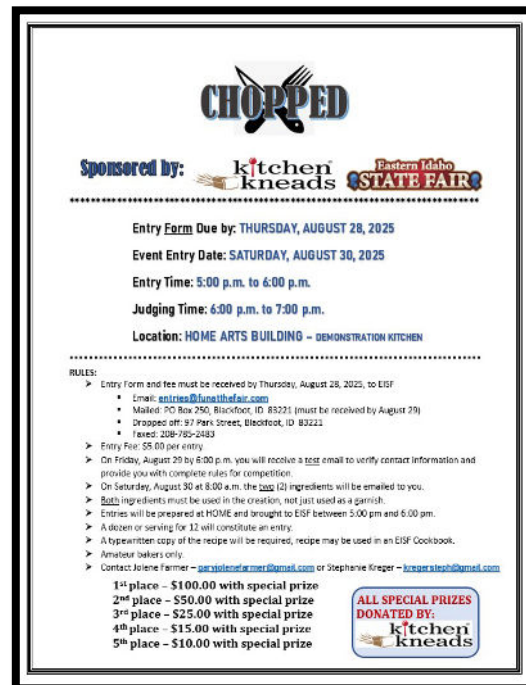 CHOPPED
Sponsored by: kitchen kneads Eastern Idaho STATE FAIR
Entry Form Due by: THURSDAY, AUGUST 28, 2025
Event Entry Date: SATURDAY, AUGUST 30, 2025
Entry Time: 5:00 p.m. to 6:00 p.m.
Judging Time: 6:00 p.m. to 7:00 p.m.
Location: HOME ARTS BUILDING – DEMONSTRATION KITCHEN
RULES:
➢ Entry Form and fee must be received by Thursday, August 28, 2025, to EISF
▪ Email: entries@funatthefair.com
▪ Mailed: PO Box 250, Blackfoot, ID 83221 (must be received by August 29)
▪ Dropped off: 97 Park Street, Blackfoot, ID 83221
▪ Faxed: 208-785-2483
➢ Entry Fee: $5.00 per entry
➢ On Friday, August 29 by 6:00 p.m. you will receive a test email to verify contact information and
provide you with complete rules for competition.
➢ On Saturday, August 30 at 8:00 a.m. the two (2) ingredients will be emailed to you.
➢ Both ingredients must be used in the creation, not just used as a garnish.
➢ Entries will be prepared at HOME and brought to EISF between 5:00 pm and 6:00 pm.
➢ A dozen or serving for 12 will constitute an entry.
➢ A typewritten copy of the recipe will be required, recipe may be used in an EISF Cookbook.
➢ Amateur bakers only.
➢ Contact Jolene Farmer – garyjolenefarmer@gmail.com or Stephanie Kreger – kregersteph@gmail.com
1st place – $100.00 with special prize
2nd place – $50.00 with special prize
3rd place – $25.00 with special prize
4th place – $15.00 with special prize
5th place – $10.00 with special prize
ALL SPECIAL PRIZES
DONATED BY:
kitchen
kneads